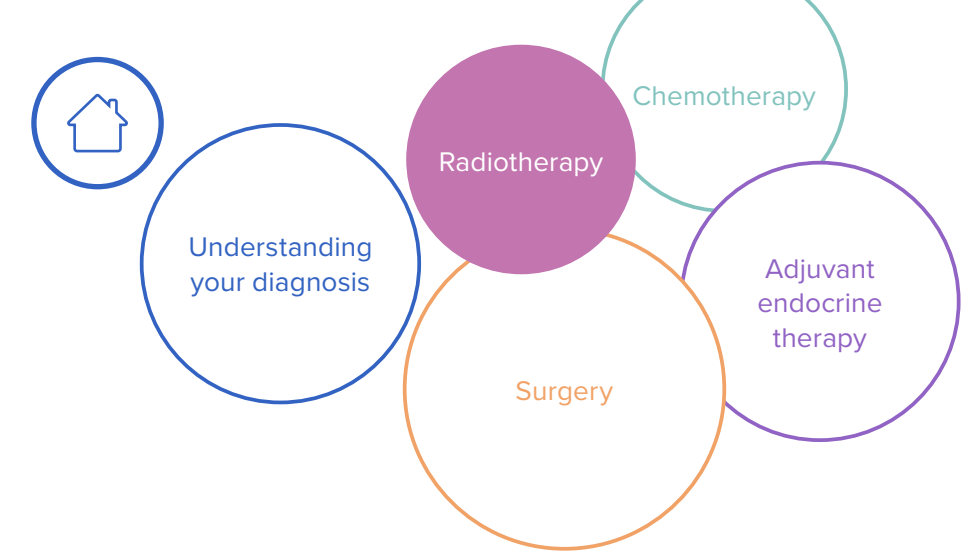 Chemotherapy
Radiotherapy
Understanding
your diagnosis
Adjuvant
endocrine
therapy
Surgery